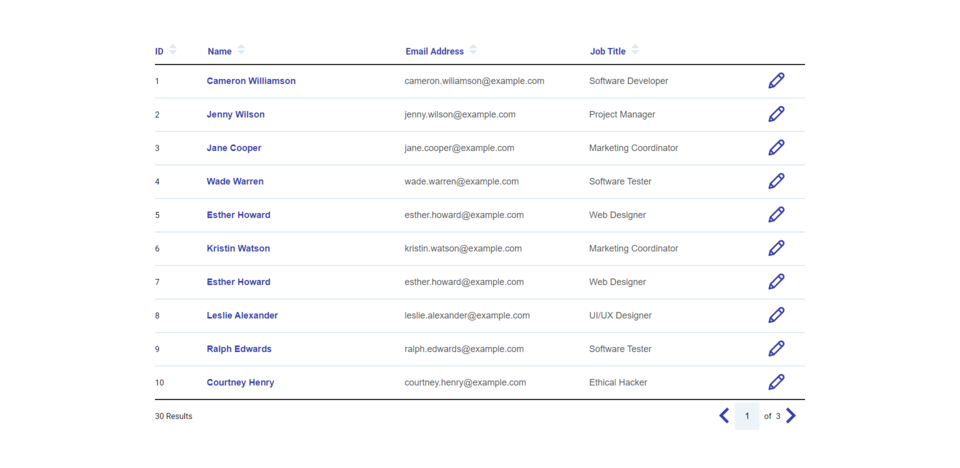 ID Name Email Address Job Title
1 Cameron Williamson cameron.wiliamson@example.com Software Developer
2 Jenny Wilson jenny.wilson@example.com Project Manager
3 Jane Cooper jane.cooper@example.com Marketing Coordinator
4 Wade Warren wade.warren@example.com Software Tester
5 Esther Howard esther.howard@example.com Web Designer
6 Kristin Watson kristin.watson@example.com Marketing Coordinator
7 Esther Howard esther.howard@example.com Web Designer
8 Leslie Alexander leslie.alexander@example.com UI/UX Designer
9 Ralph Edwards ralph.edwards@example.com Software Tester
10 Courtney Henry courtney.henry@example.com Ethical Hacker
30 Results 1 of 3